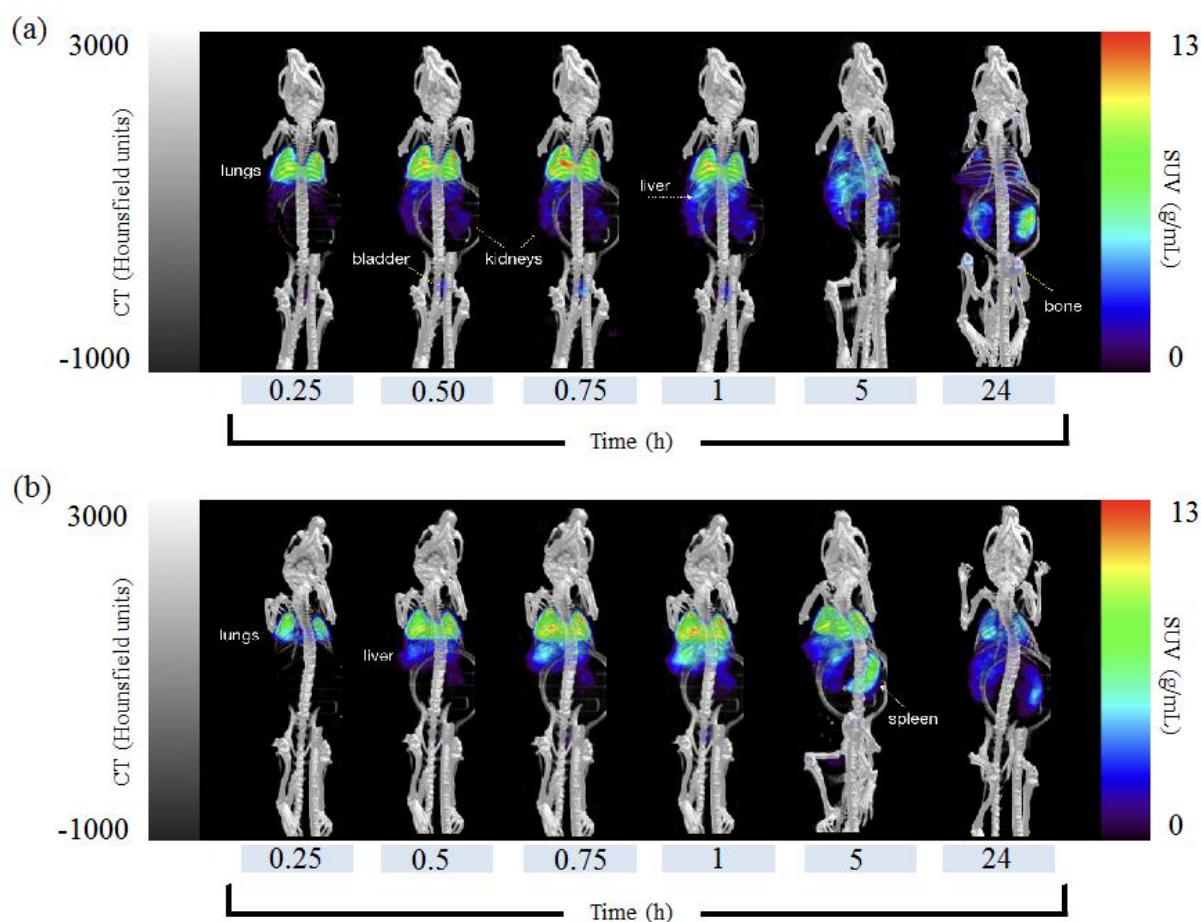 (a)
3000
CT (Hounsfield units)
-1000
lungs
bladder
kidneys
liver
bone
13
SUV (g/mL)
0
0.25 0.50 0.75 1 5 24
Time (h)
(b)
3000
CT (Hounsfield units)
-1000
lungs
liver
spleen
13
SUV (g/mL)
0
0.25 0.5 0.75 1 5 24
Time (h)